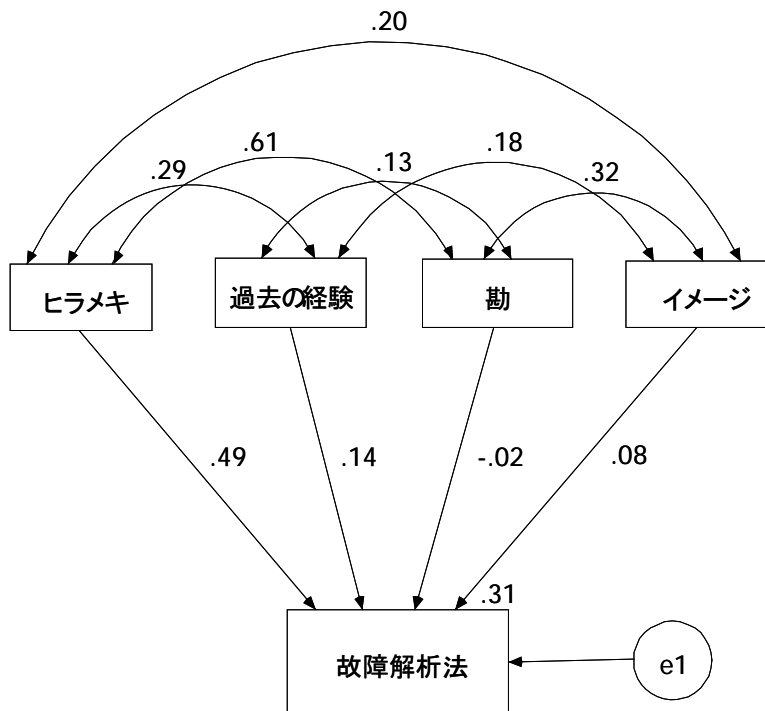 .20
.61
.18
.29
.13
.32
ヒラメキ
過去の経験
勘
イメージ
.49
.14
-.02
.08
.31
故障解析法
e1